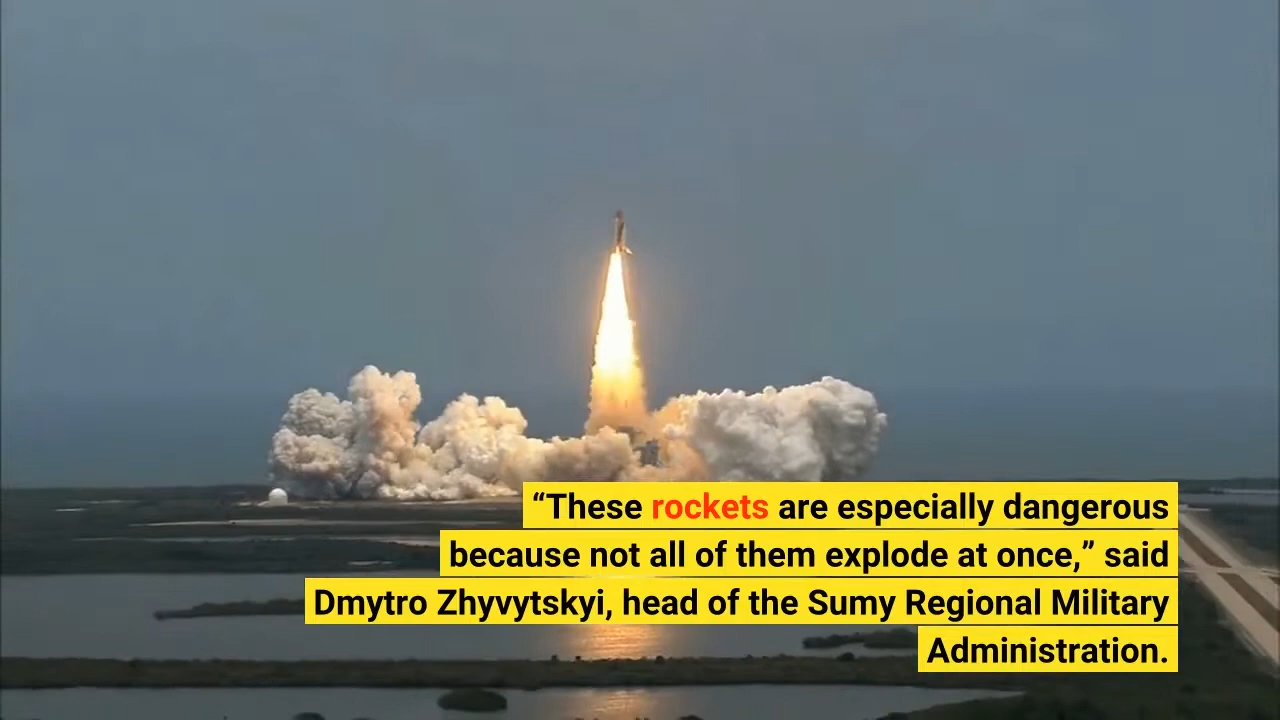 “These rockets are especially dangerous
because not all of them explode at once,” said
Dmytro Zhyvytskyi, head of the Sumy Regional Military
Administration.